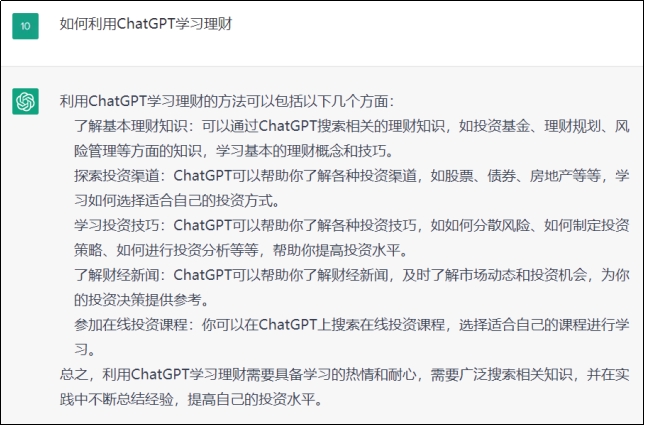 10
如何利用ChatGPT学习理财
利用ChatGPT学习理财的方法可以包括以下几个方面：
了解基本理财知识：可以通过ChatGPT搜索相关的理财知识，如投资基金、理财规划、风
险管理等方面的知识，学习基本的理财概念和技巧。
探索投资渠道：ChatGPT可以帮助你了解各种投资渠道，如股票、债券、房地产等等，学
习如何选择适合自己的投资方式。
学习投资技巧：ChatGPT可以帮助你了解各种投资技巧，如如何分散风险、如何制定投资
策略、如何进行投资分析等等，帮助你提高投资水平。
了解财经新闻：ChatGPT可以帮助你了解财经新闻，及时了解市场动态和投资机会，为你
的投资决策提供参考。
参加在线投资课程：你可以在ChatGPT上搜索在线投资课程，选择适合自己的课程进行学
习。
总之，利用ChatGPT学习理财需要具备学习的热情和耐心，需要广泛搜索相关知识，并在实
践中不断总结经验，提高自己的投资水平。